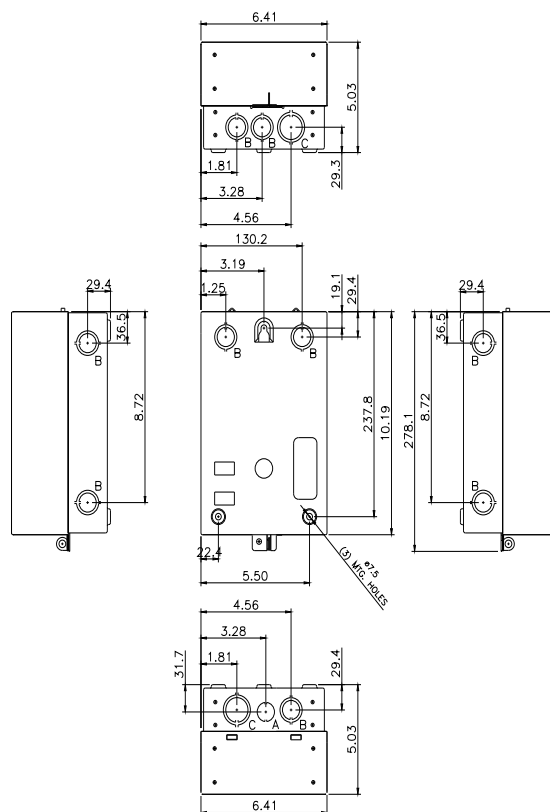 6.41
5.03
B
B
C
29.3
1.81
3.28
4.56
130.2
3.19
1.25
19.1
29.4
29.4
36.5
B
8.72
B
B
B
237.8
10.19
22.4
5.50
ø7.5
(3) MTG. HOLES
29.4
36.5
278.1
8.72
B
B
4.56
3.28
1.81
31.7
29.4
C
A
B
5.03
6.41